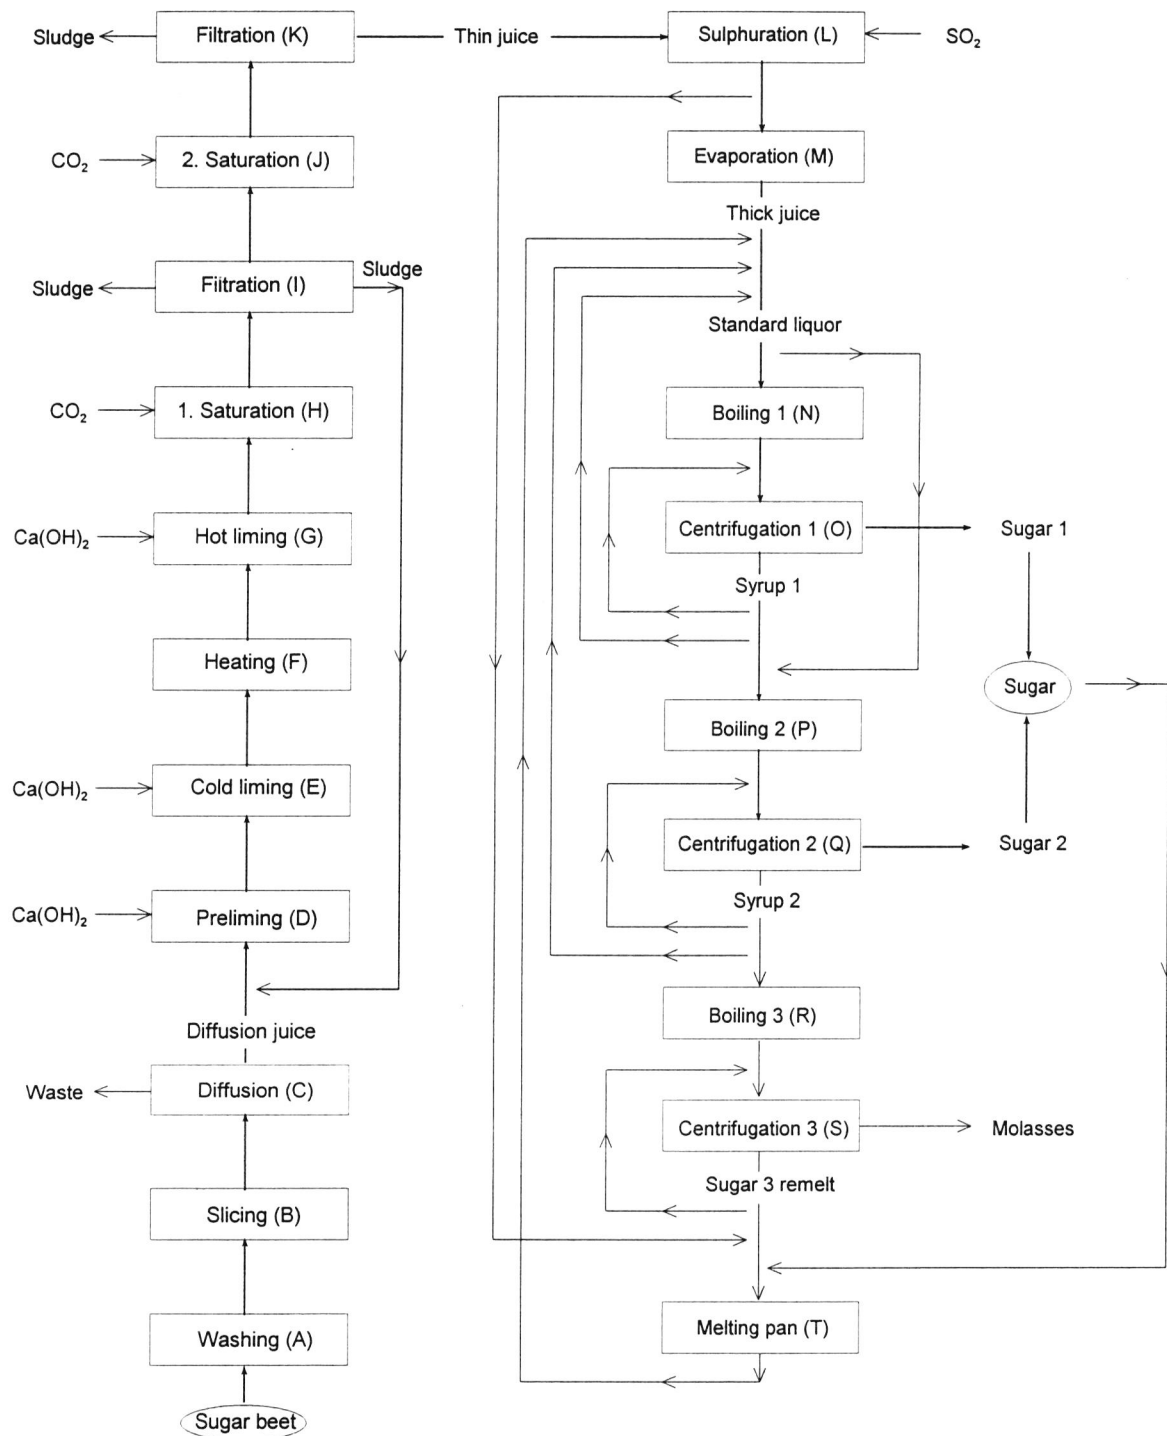 Sludge
Filtration (K)
Thin juice
Sulphuration (L)
SO₂
CO₂
2. Saturation (J)
Evaporation (M)
Thick juice
Sludge
Fiitration (I)
Sludge
Standard liquor
CO₂
1. Saturation (H)
Boiling 1 (N)
Ca(OH)₂
Hot liming (G)
Centrifugation 1 (O)
Sugar 1
Syrup 1
Heating (F)
Sugar
Boiling 2 (P)
Ca(OH)₂
Cold liming (E)
Centrifugation 2 (Q)
Sugar 2
Syrup 2
Ca(OH)₂
Preliming (D)
Boiling 3 (R)
Diffusion juice
Waste
Diffusion (C)
Centrifugation 3 (S)
Molasses
Sugar 3 remelt
Slicing (B)
Washing (A)
Melting pan (T)
Sugar beet